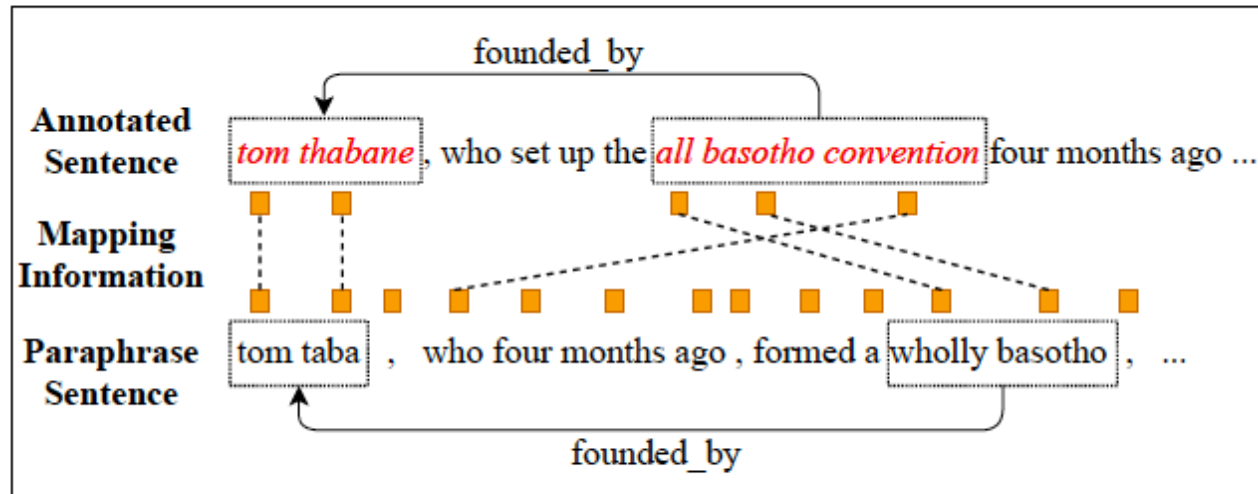 founded_by
Annotated Sentence
tom thabane , who set up the all basotho convention four months ago ...
Mapping Information
Paraphrase Sentence
tom taba , who four months ago , formed a wholly basotho , ...
founded_by